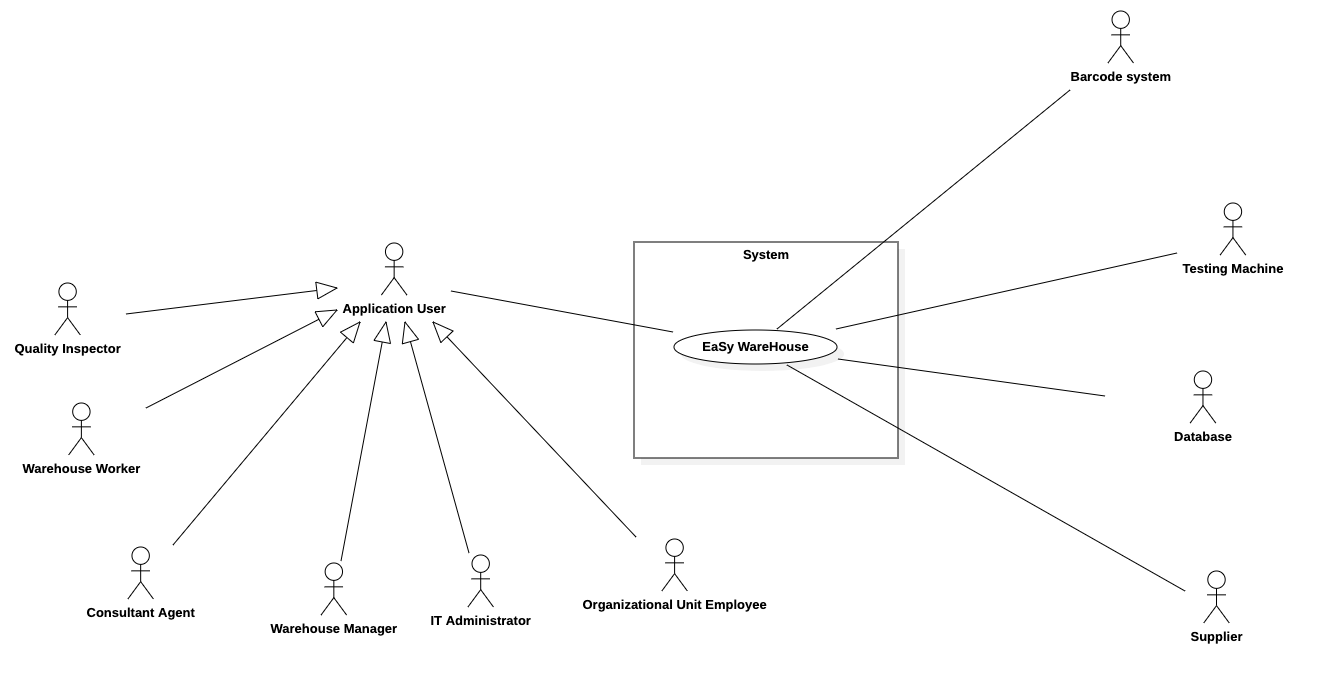 Barcode system
System
Testing Machine
Application User
Quality Inspector
EaSy WareHouse
Database
Warehouse Worker
Organizational Unit Employee
Consultant Agent
Warehouse Manager
IT Administrator
Supplier